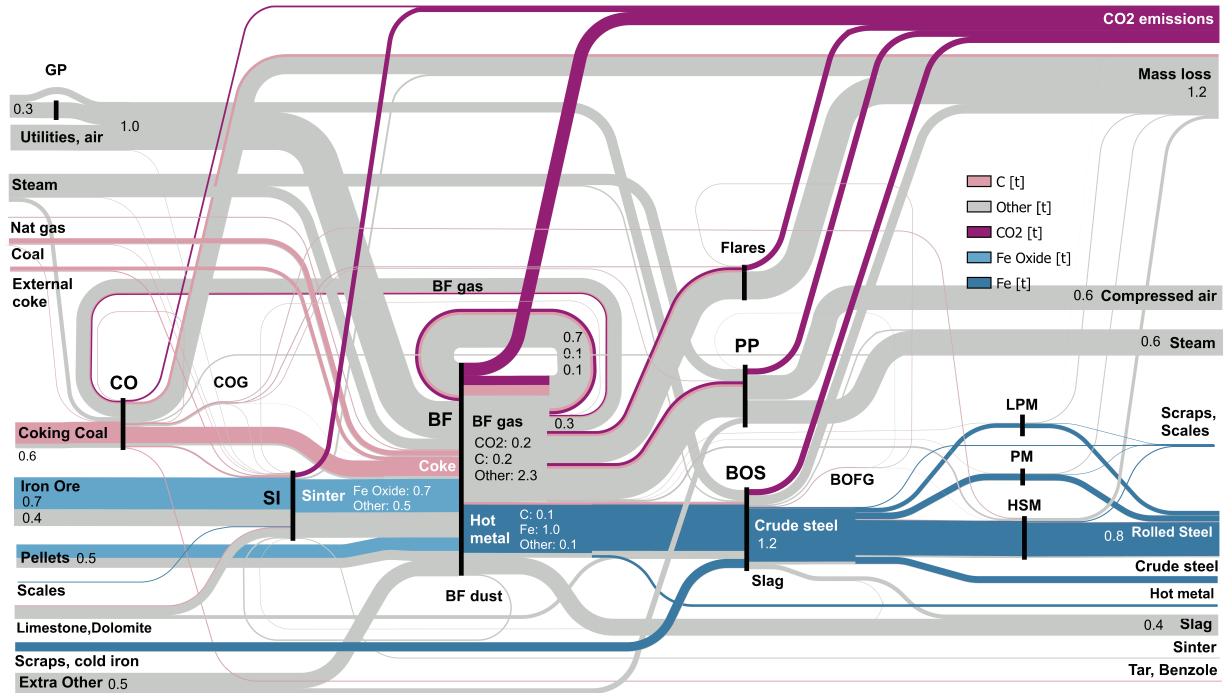 CO2 emissions
GP
Mass loss
1.2
0.3
1.0
Utilities, air
Steam
C [t]
Other [t]
CO2 [t]
Fe Oxide [t]
Fe [t]
Nat gas
Coal
External
coke
Flares
BF gas
0.6 Compressed air
0.7
0.1
0.1
0.6 Steam
PP
CO
COG
LPM
Scraps,
Scales
BF
BF gas
CO2: 0.2
C: 0.2
Other: 2.3
0.3
Coking Coal
0.6
Coke
PM
BOS
BOFG
Iron Ore
0.7
0.4
SI
Sinter
Fe Oxide: 0.7
Other: 0.5
HSM
Hot
metal
C: 0.1
Fe: 1.0
Other: 0.1
Crude steel
1.2
0.8 Rolled Steel
Pellets 0.5
Crude steel
Slag
Scales
BF dust
Hot metal
Limestone,Dolomite
0.4 Slag
Sinter
Scraps, cold iron
Tar, Benzole
Extra Other 0.5